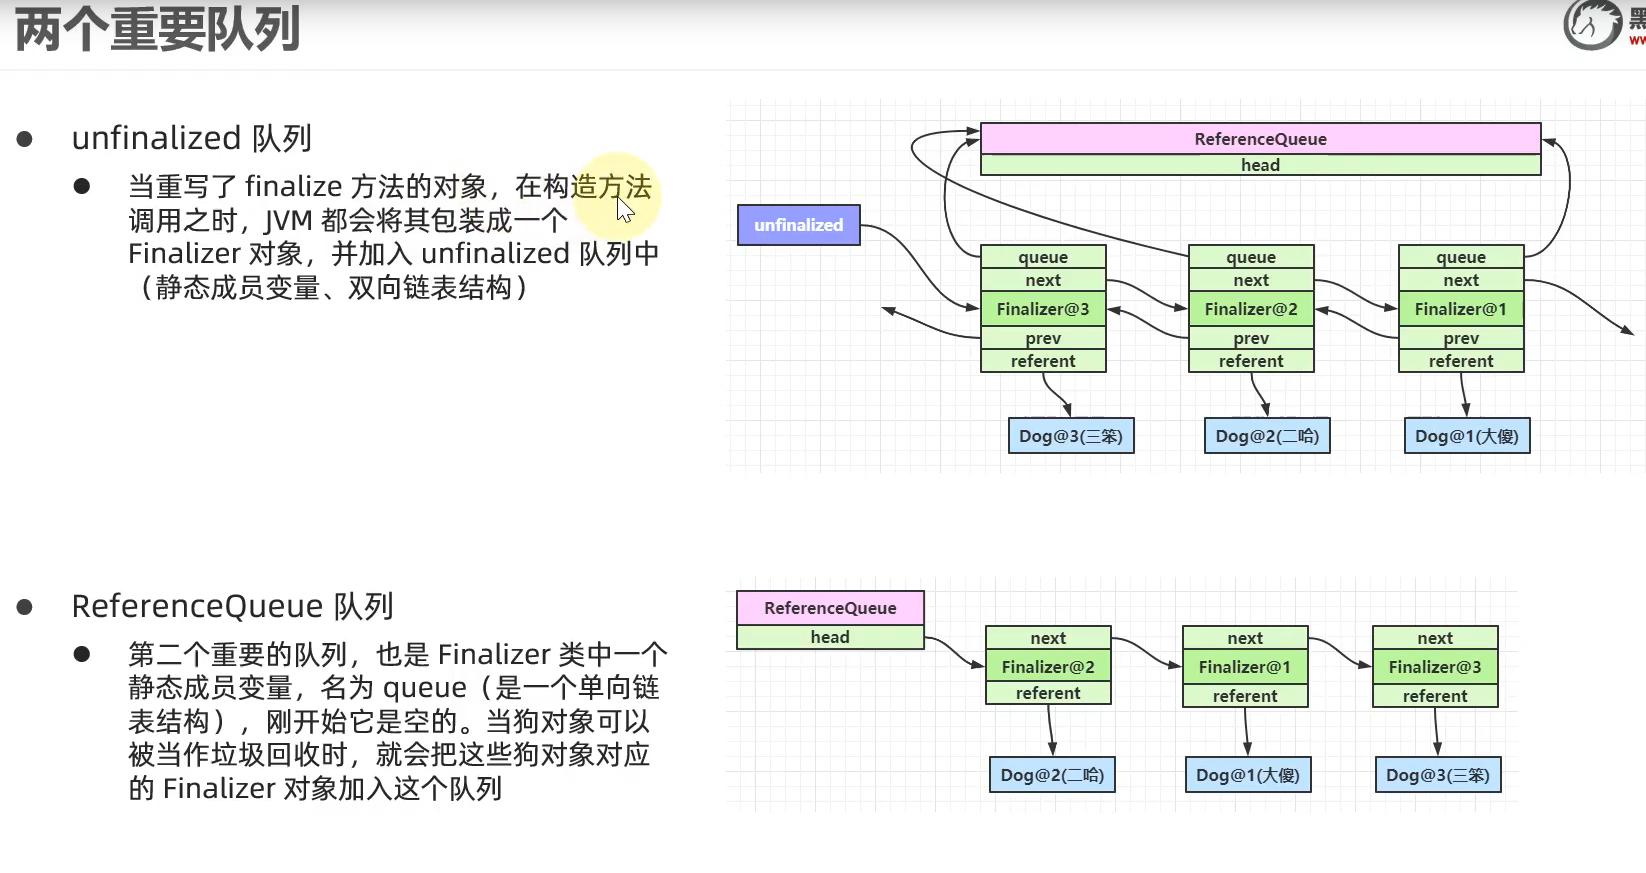 两个重要队列
黑
ww
unfinalized 队列
当重写了 finalize 方法的对象，在构造方法
调用之时，JVM 都会将其包装成一个
Finalizer 对象，并加入 unfinalized 队列中
（静态成员变量、双向链表结构）
ReferenceQueue
head
unfinalized
queue
next
Finalizer@3
prev
referent
Dog@3(三笨)
queue
next
Finalizer@2
prev
referent
Dog@2(二哈)
queue
next
Finalizer@1
prev
referent
Dog@1(大傻)
ReferenceQueue 队列
第二个重要的队列，也是 Finalizer 类中一个
静态成员变量，名为 queue（是一个单向链
表结构），刚开始它是空的。当狗对象可以
被当作垃圾回收时，就会把这些狗对象对应
的 Finalizer 对象加入这个队列
ReferenceQueue
head
next
Finalizer@2
referent
Dog@2(二哈)
next
Finalizer@1
referent
Dog@1(大傻)
next
Finalizer@3
referent
Dog@3(三笨)